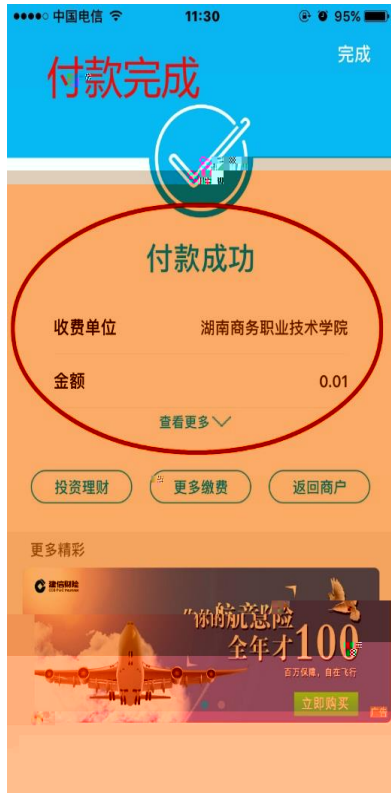 中国电信 11:30 95%
完成
付款完成
付款成功
收费单位 湖南商务职业技术学院
金额 0.01
查看更多
投资理财 更多缴费 返回商户
更多精彩
建信财险
"你的航意险
全年才100
百万保障，自在飞行
立即购买
广告